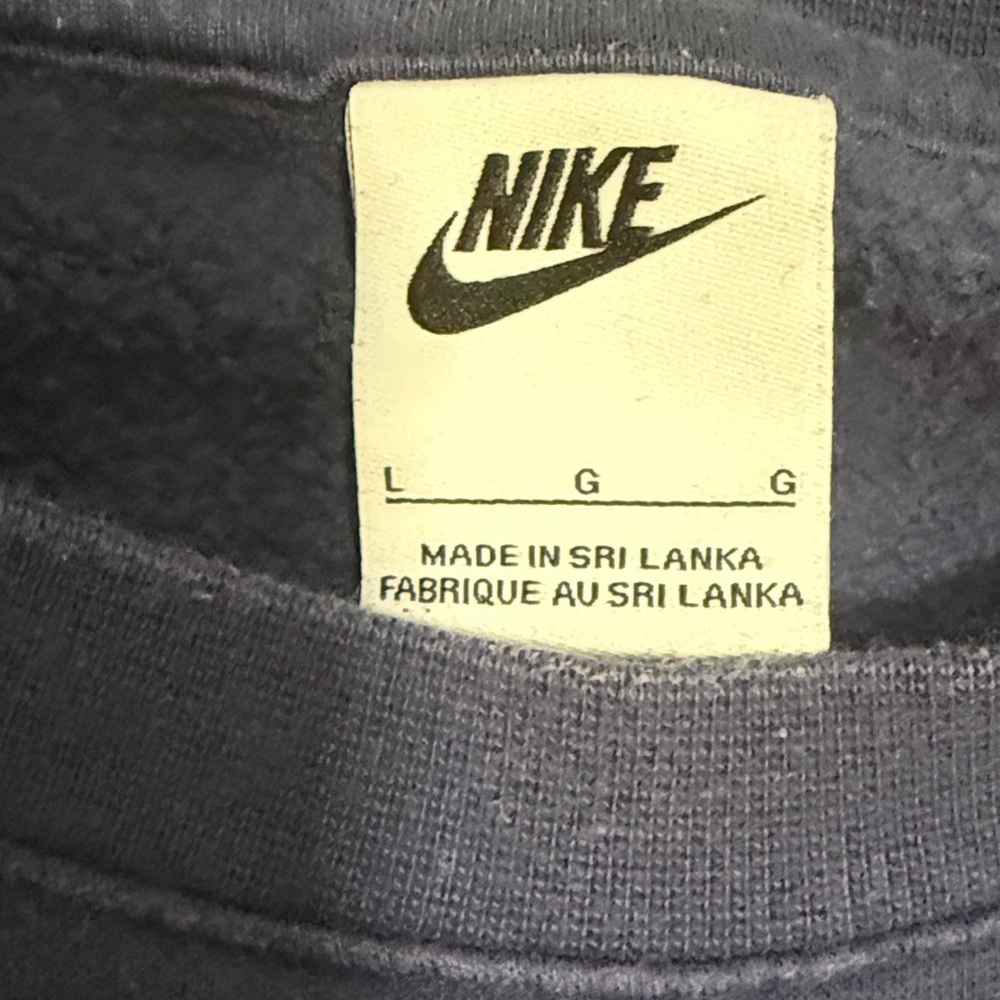 NIKE
L G G
MADE IN SRI LANKA
FABRIQUE AU SRI LANKA